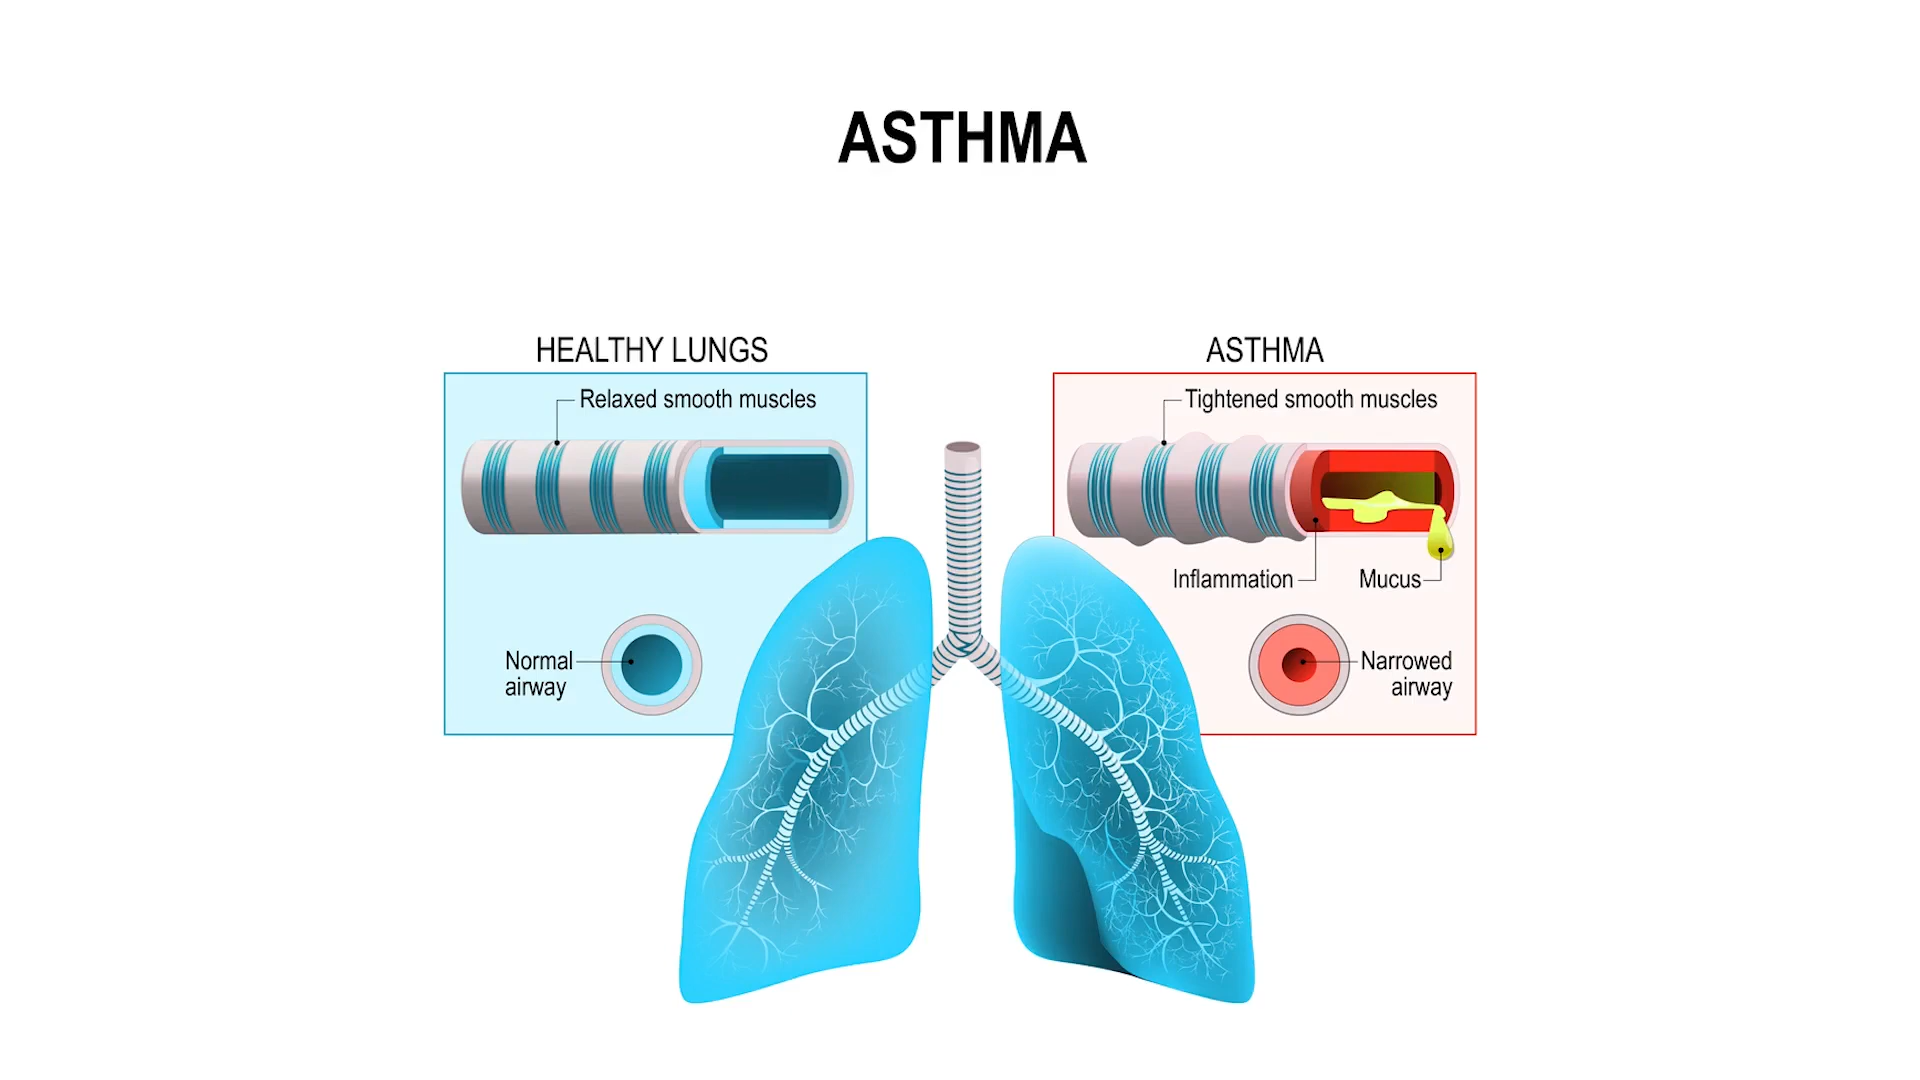 ASTHMA
HEALTHY LUNGS
Relaxed smooth muscles
Normal
airway
ASTHMA
Tightened smooth muscles
Inflammation
Mucus
Narrowed
airway